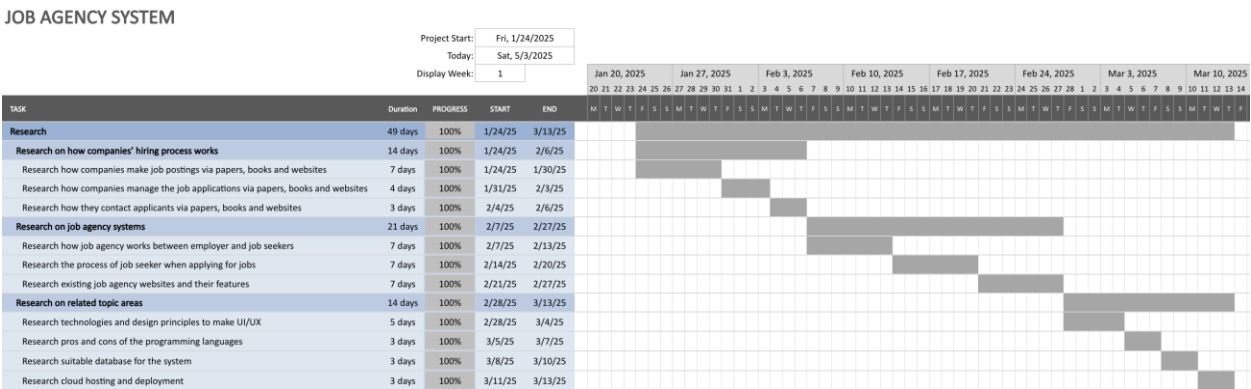 JOB AGENCY SYSTEM
Project Start: Fri, 1/24/2025
Today: Sat, 5/3/2025
Display Week: 1
Jan 20, 2025 Jan 27, 2025 Feb 3, 2025 Feb 10, 2025 Feb 17, 2025 Feb 24, 2025 Mar 3, 2025 Mar 10, 2025
20 21 22 23 24 25 26 27 28 29 30 31 1 2 3 4 5 6 7 8 9 10 11 12 13 14 15 16 17 18 19 20 21 22 23 24 25 26 27 28 1 2 3 4 5 6 7 8 9 10 11 12 13 14
TASK Duration PROGRESS START END M T W T F S S M T W T F S S M T W T F S S M T W T F S S M T W T F S S M T W T F S S M T W T F S S M T W T F
Research 49 days 100% 1/24/25 3/13/25
Research on how companies' hiring process works 14 days 100% 1/24/25 2/6/25
Research how companies make job postings via papers, books and websites 7 days 100% 1/24/25 1/30/25
Research how companies manage the job applications via papers, books and websites 4 days 100% 1/31/25 2/3/25
Research how they contact applicants via papers, books and websites 3 days 100% 2/4/25 2/6/25
Research on job agency systems 21 days 100% 2/7/25 2/27/25
Research how job agency works between employer and job seekers 7 days 100% 2/7/25 2/13/25
Research the process of job seeker when applying for jobs 7 days 100% 2/14/25 2/20/25
Research existing job agency websites and their features 7 days 100% 2/21/25 2/27/25
Research on related topic areas 14 days 100% 2/28/25 3/13/25
Research technologies and design principles to make UI/UX 5 days 100% 2/28/25 3/4/25
Research pros and cons of the programming languages 3 days 100% 3/5/25 3/7/25
Research suitable database for the system 3 days 100% 3/8/25 3/10/25
Research cloud hosting and deployment 3 days 100% 3/11/25 3/13/25